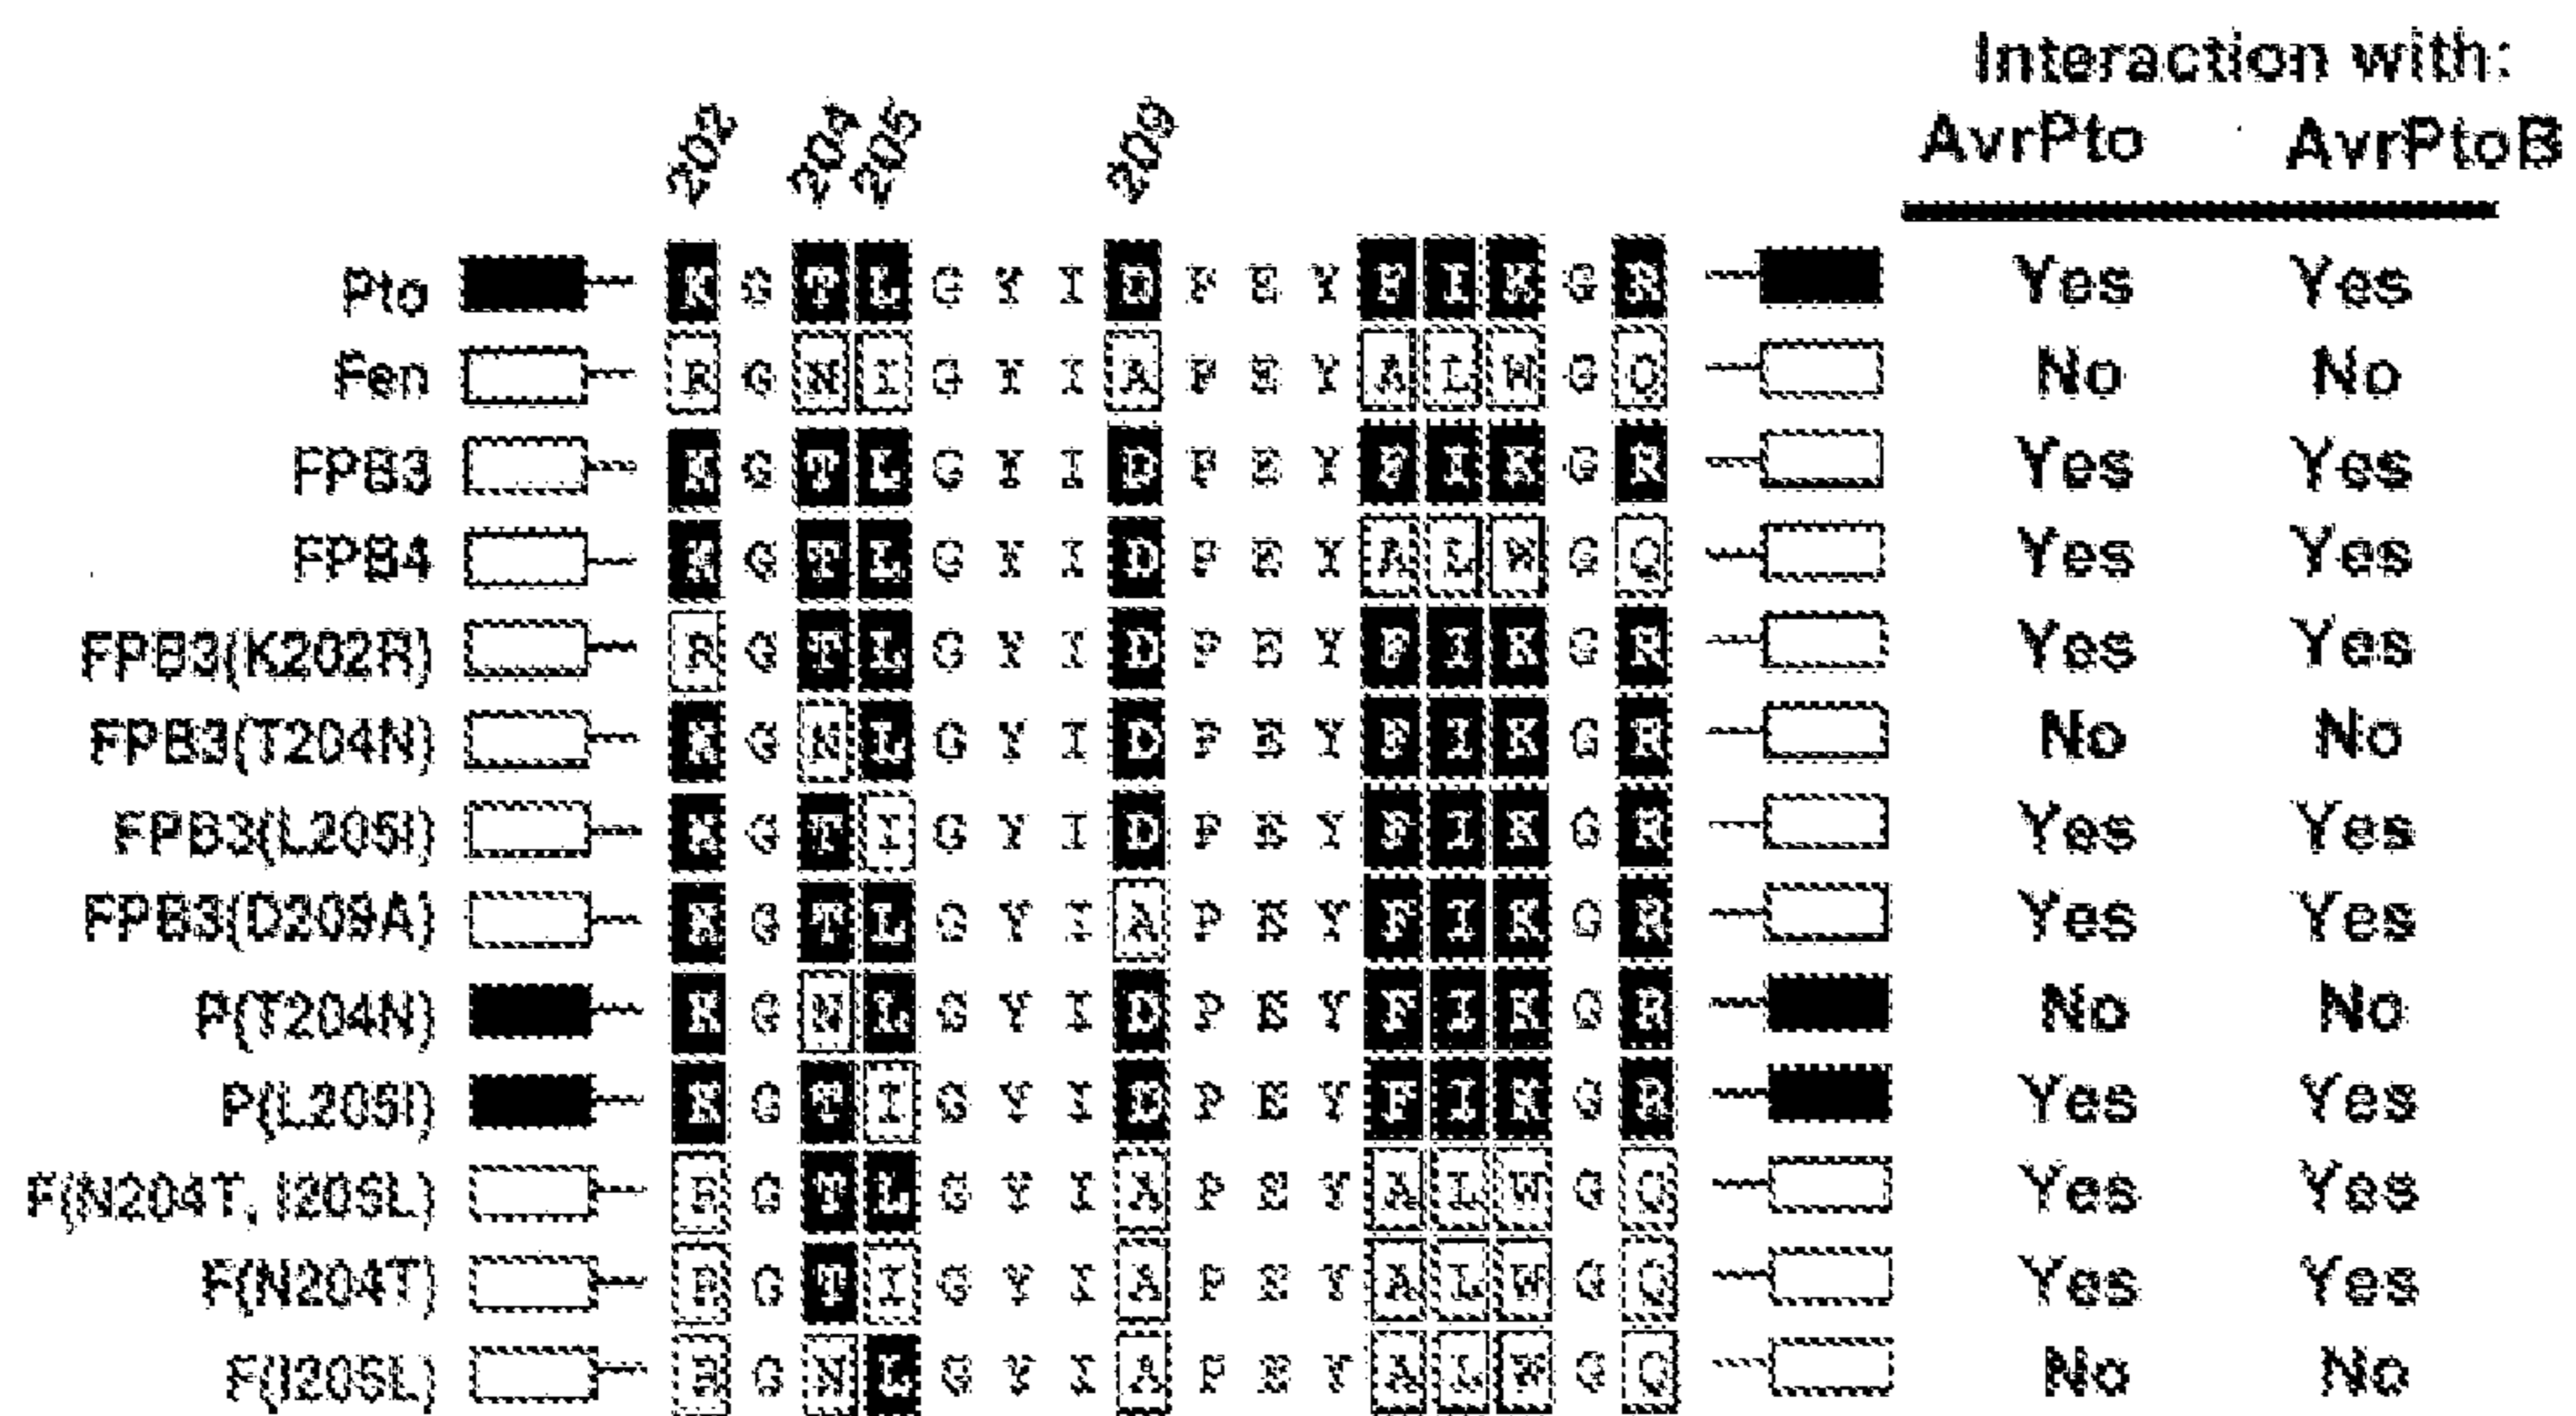 Interaction with:
202 204 205 209 AvrPto AvrPtoB
Pto K G T L G Y I D P E Y F I K G R Yes Yes
Fen R G N I G Y I A P E Y A L N G Q No No
FPB3 K G T L G Y I D P E Y F I K G R Yes Yes
FPB4 K G T L G Y I D P E Y A L N G Q Yes Yes
FPB3(K202R) R G T L G Y I D P E Y F I K G R Yes Yes
FPB3(T204N) K G N L G Y I D P E Y F I K G R No No
FPB3(L205I) K G T I G Y I D P E Y F I K G R Yes Yes
FPB3(D209A) K G T L G Y I A P E Y F I K G R Yes Yes
P(T204N) K G N L G Y I D P E Y F I K G R No No
P(L205I) K G T I G Y I D P E Y F I K G R Yes Yes
F(N204T, I205L) R G T L G Y I A P E Y A L N G Q Yes Yes
F(N204T) R G T I G Y I A P E Y A L N G Q Yes Yes
F(I205L) R G N L G Y I A P E Y A L N G Q No No